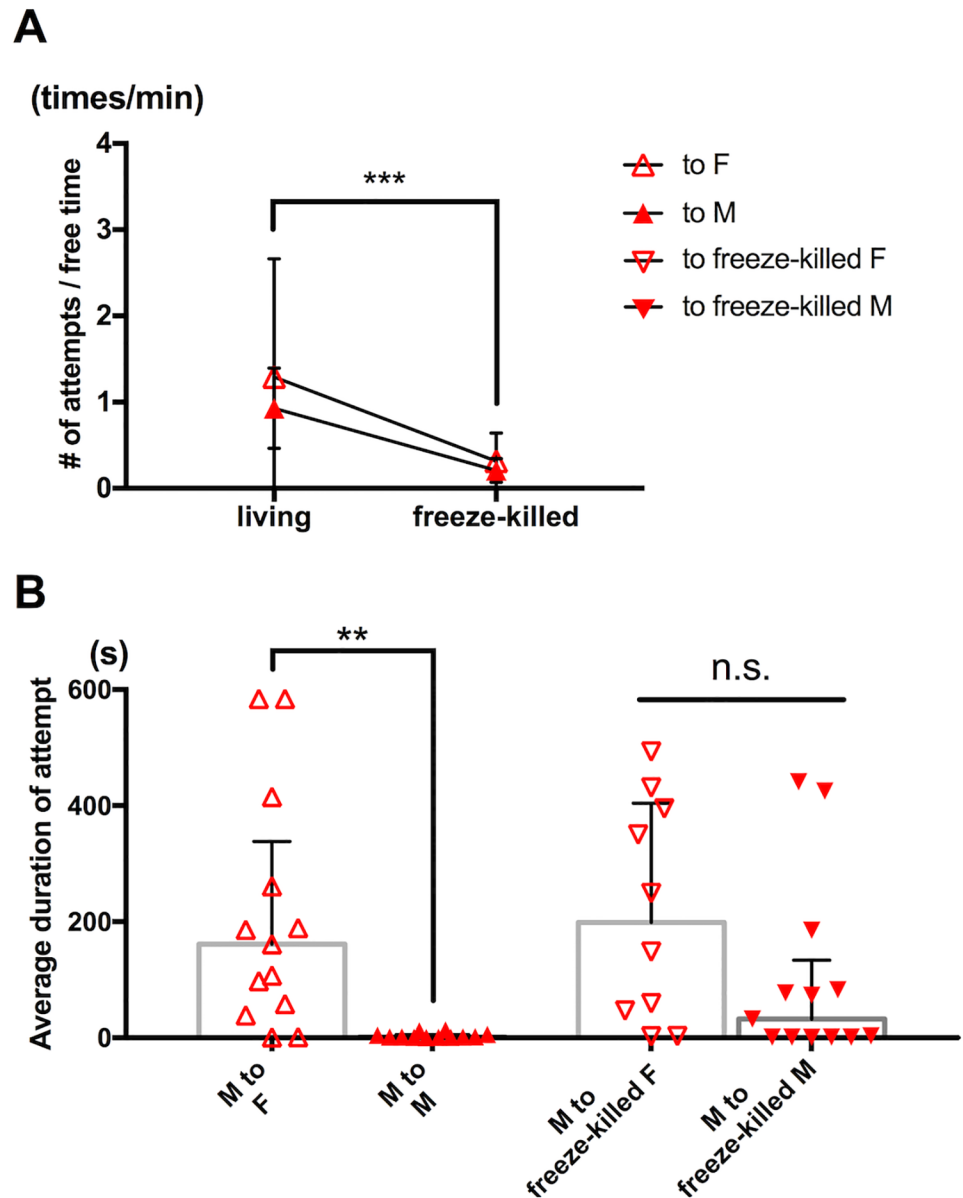 A
(times/min)
# of attempts / free time
4
3
2
1
0
***
living
freeze-killed
to F
to M
to freeze-killed F
to freeze-killed M
B
(s)
Average duration of attempt
600
400
200
0
**
n.s.
M to
F
M to
M
M to
freeze-killed F
M to
freeze-killed M